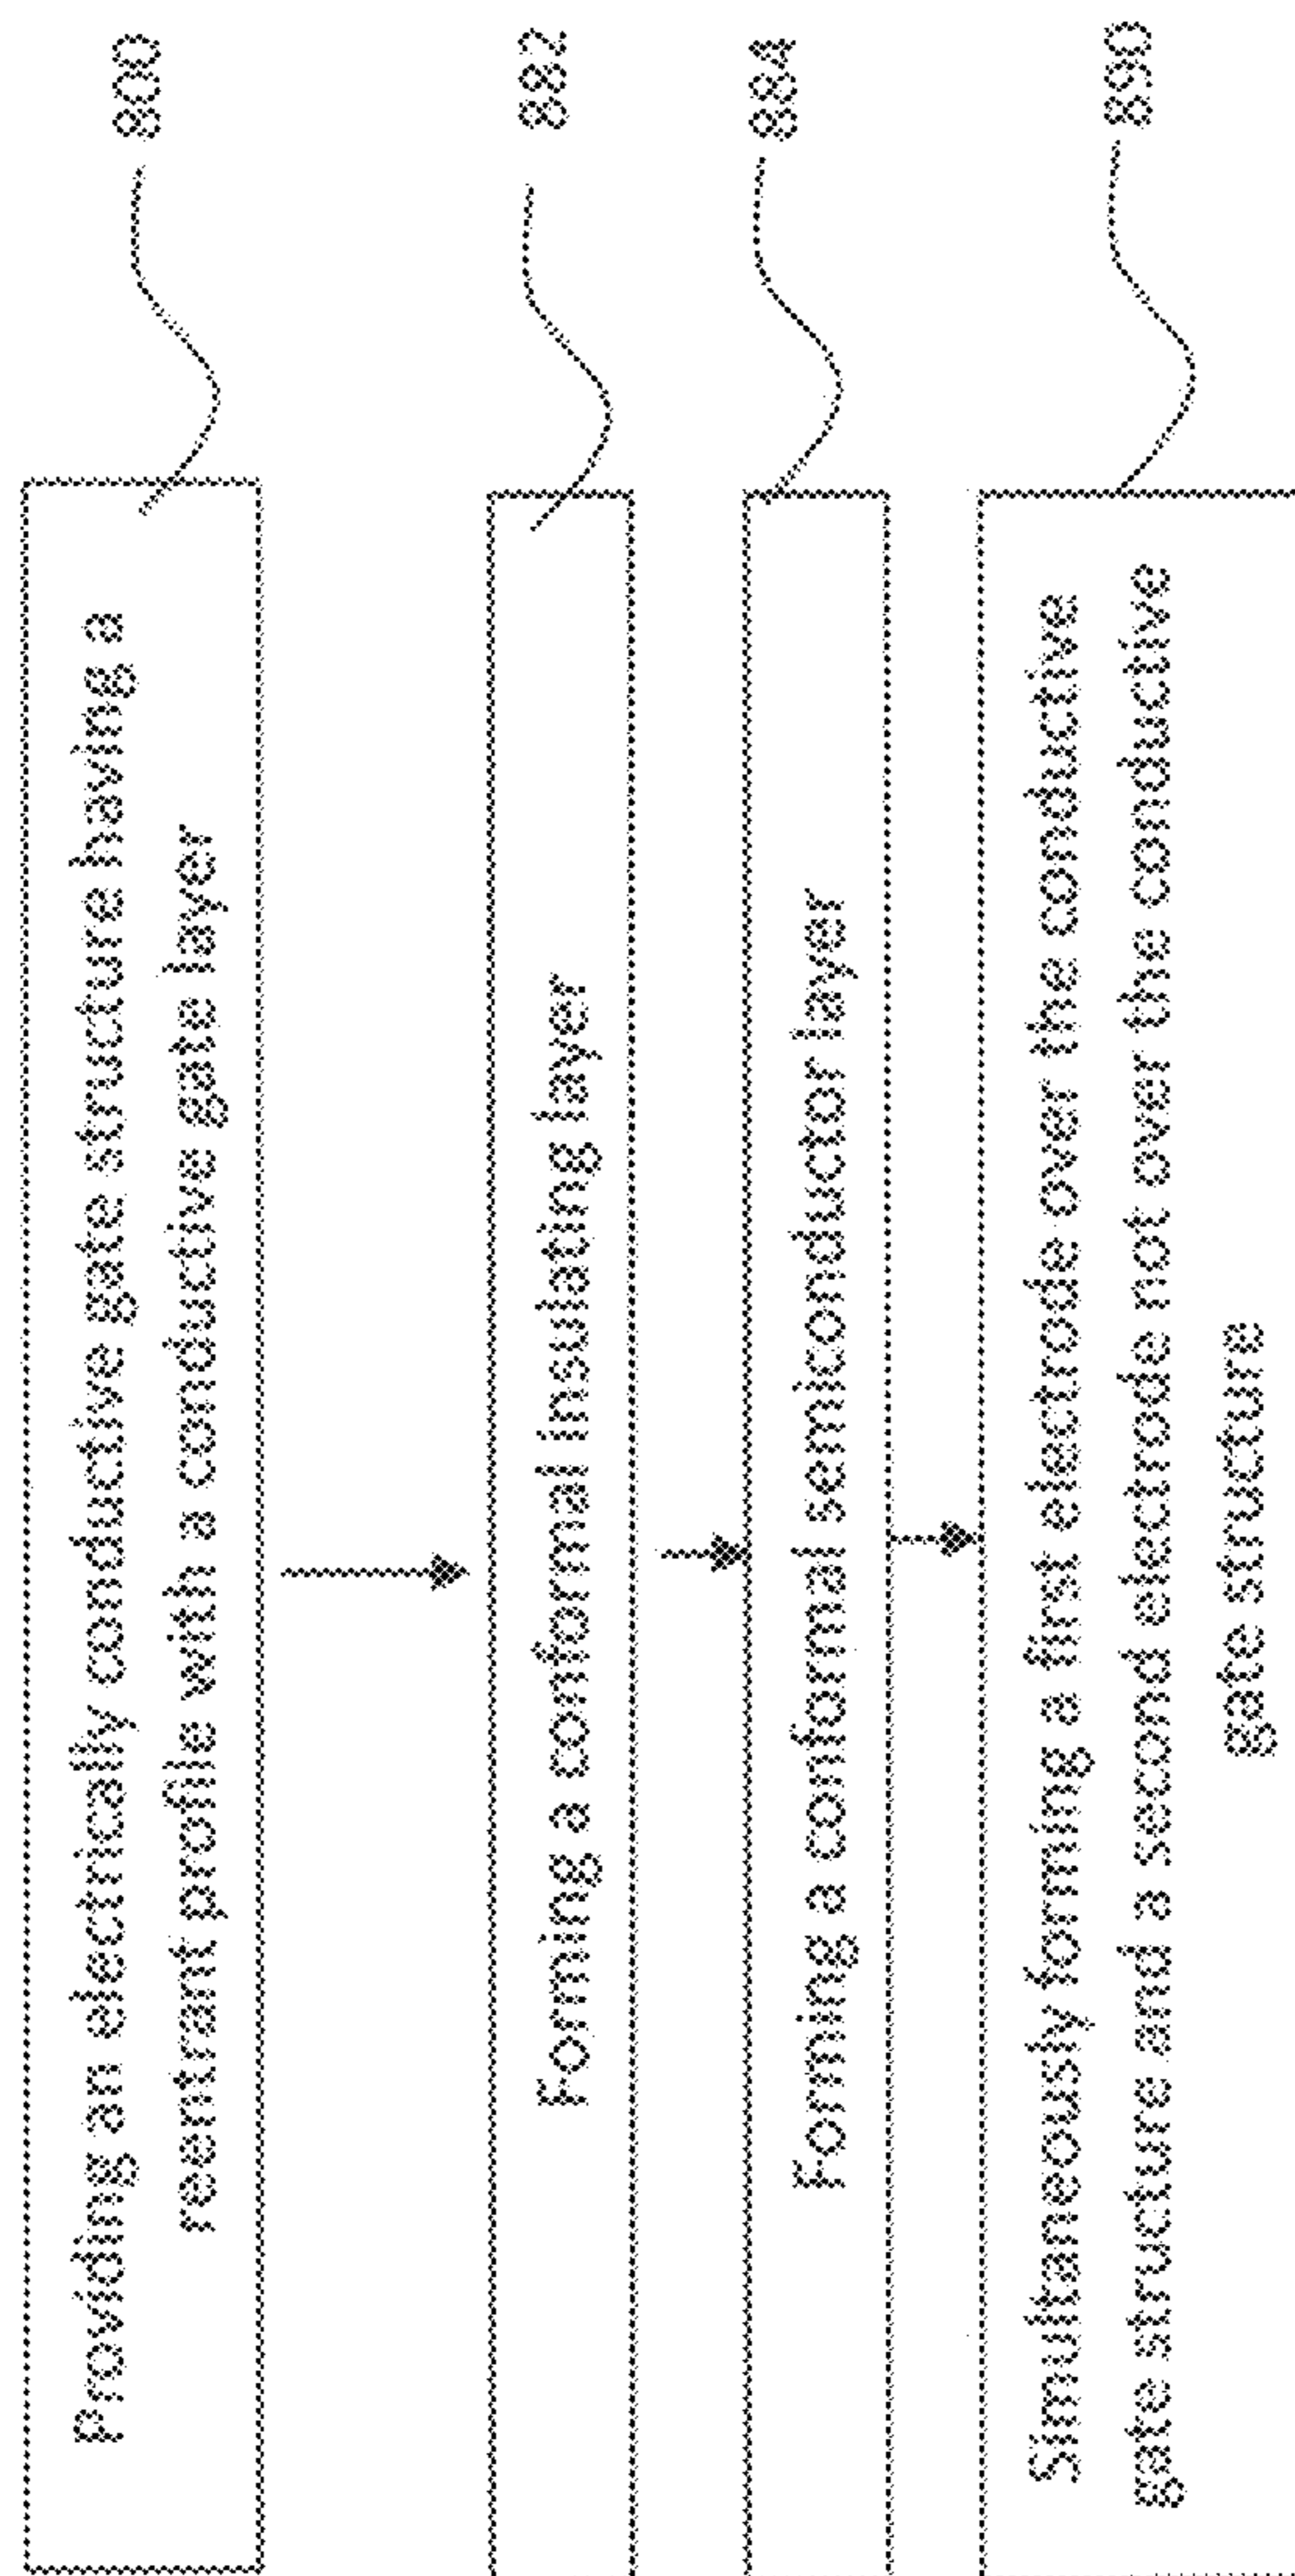 Providing an electrically conductive gate structure having a
reentrant profile with a conductive gate layer
800
Forming a conformal insulating layer
882
Forming a conformal semiconductor layer
884
Simultaneously forming a first electrode over the conductive
gate structure and a second electrode not over the conductive
gate structure
890